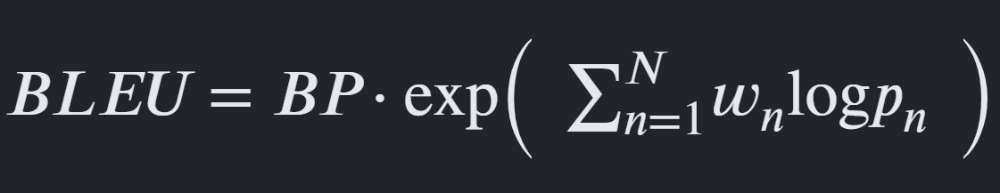 BLEU = BP · exp( ∑_{n=1}^{N} w_n log p_n )